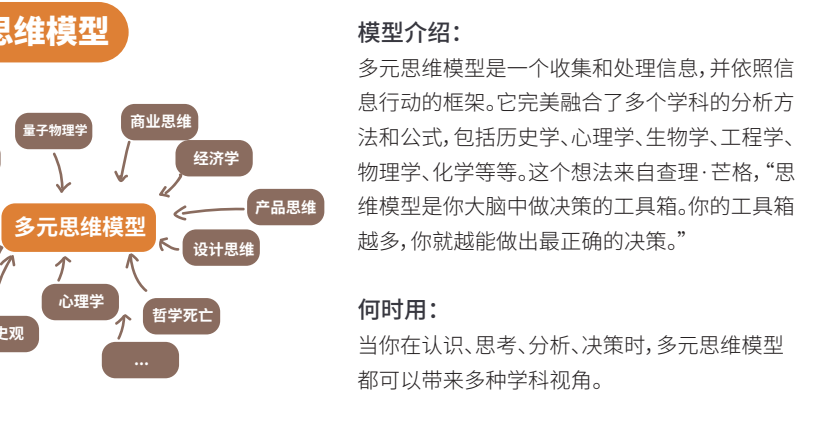 思维模型
量子物理学
商业思维
经济学
产品思维
多元思维模型
设计思维
心理学
哲学死亡
史观
...
模型介绍：
多元思维模型是一个收集和处理信息，并依照信
息行动的框架。它完美融合了多个学科的分析方
法和公式，包括历史学、心理学、生物学、工程学、
物理学、化学等等。这个想法来自查理·芒格，“思
维模型是你大脑中做决策的工具箱。你的工具箱
越多，你就越能做出最正确的决策。”
何时用：
当你在认识、思考、分析、决策时，多元思维模型
都可以带来多种学科视角。